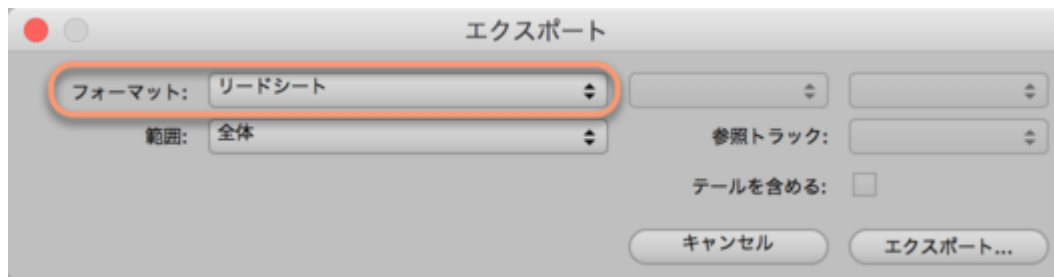 エクスポート
フォーマット: リードシート
範囲: 全体
参照トラック:
テールを含める:
キャンセル エクスポート...